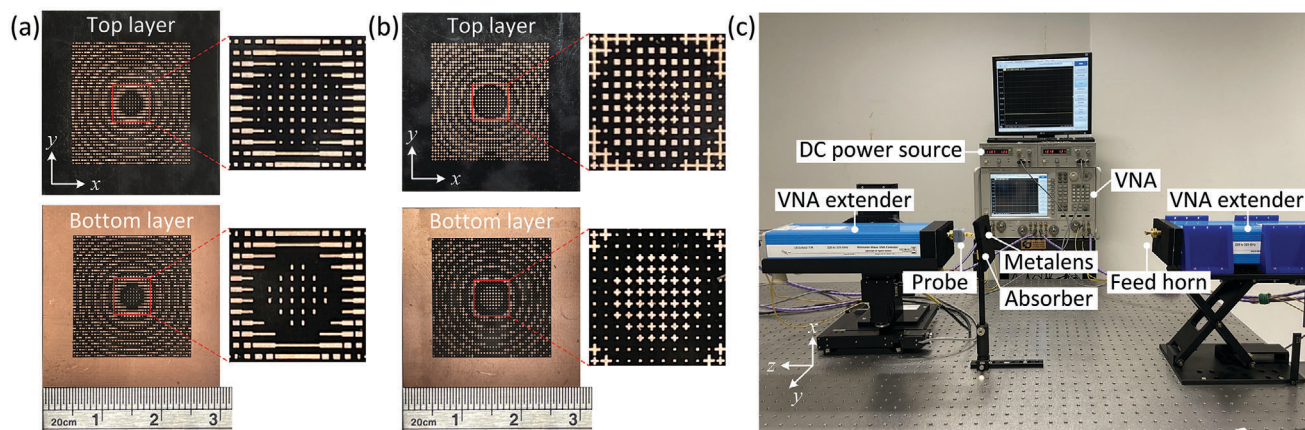 (a)
Top layer
y
x
Bottom layer
20cm 1 2 3
(b)
Top layer
y
x
Bottom layer
20cm 1 2 3
(c)
DC power source
VNA extender
VNA
VNA extender
Probe
Metalens
Absorber
Feed horn
x
z
y